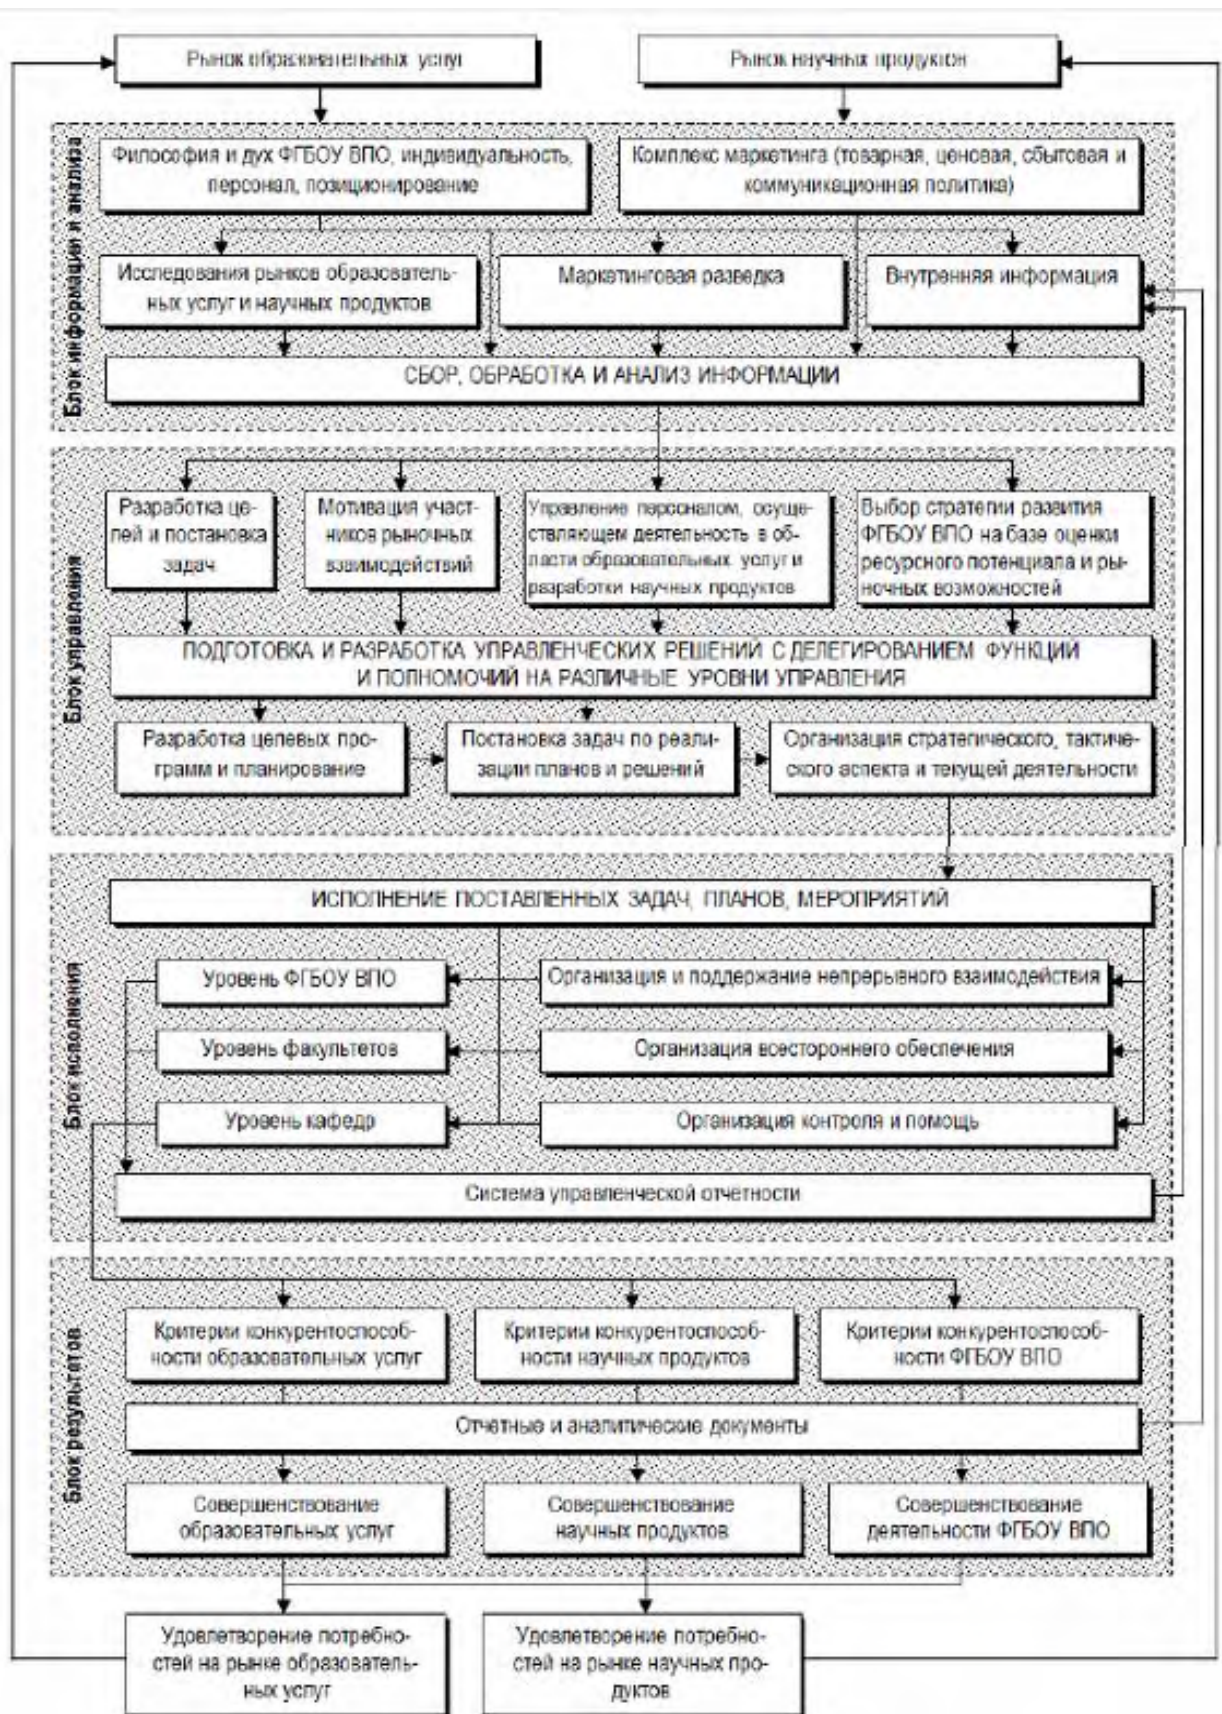 Рынок образовательных услуг
Рынок научных продуктов
Блок информации и анализа
Философия и дух ФГБОУ ВПО, индивидуальность,
персонал, позиционирование
Комплекс маркетинга (товарная, ценовая, сбытовая и
коммуникационная политика)
Исследования рынков образователь-
ных услуг и научных продуктов
Маркетинговая разведка
Внутренняя информация
СБОР, ОБРАБОТКА И АНАЛИЗ ИНФОРМАЦИИ
Блок управления
Разработка це-
лей и постановка
задач
Мотивация участ-
ников рыночных
взаимодействий
Управление персоналом, осуще-
ствляющем деятельность в об-
ласти образовательных услуг и
разработки научных продуктов
Выбор стратегии развития
ФГБОУ ВПО на базе оценки
ресурсного потенциала и ры-
ночных возможностей
ПОДГОТОВКА И РАЗРАБОТКА УПРАВЛЕНЧЕСКИХ РЕШЕНИЙ С ДЕЛЕГИРОВАНИЕМ ФУНКЦИИ
И ПОЛНОМОЧИЙ НА РАЗЛИЧНЫЕ УРОВНИ УПРАВЛЕНИЯ
Разработка целевых про-
грамм и планирование
Постановка задач по реали-
зации планов и решений
Организация стратегического, тактиче-
ского аспекта и текущей деятельности
Блок исполнения
ИСПОЛНЕНИЕ ПОСТАВЛЕННЫХ ЗАДАЧ, ПЛАНОВ, МЕРОПРИЯТИЙ
Уровень ФГБОУ ВПО
Организация и поддержание непрерывного взаимодействия
Уровень факультетов
Организация всестороннего обеспечения
Уровень кафедр
Организация контроля и помощь
Система управленческой отчетности
Блок результетов
Критерии конкурентоспособ-
ности образовательных услуг
Критерии конкурентоспособ-
ности научных продуктов
Критерии конкурентоспособ-
ности ФГБОУ ВПО
Отчетные и аналитические документы
Совершенствование
образовательных услуг
Совершенствование
научных продуктов
Совершенствование
деятельности ФГБОУ ВПО
Удовлетворение потребно-
стей на рынке образователь-
ных услуг
Удовлетворение потребно-
стей на рынке научных про-
дуктов